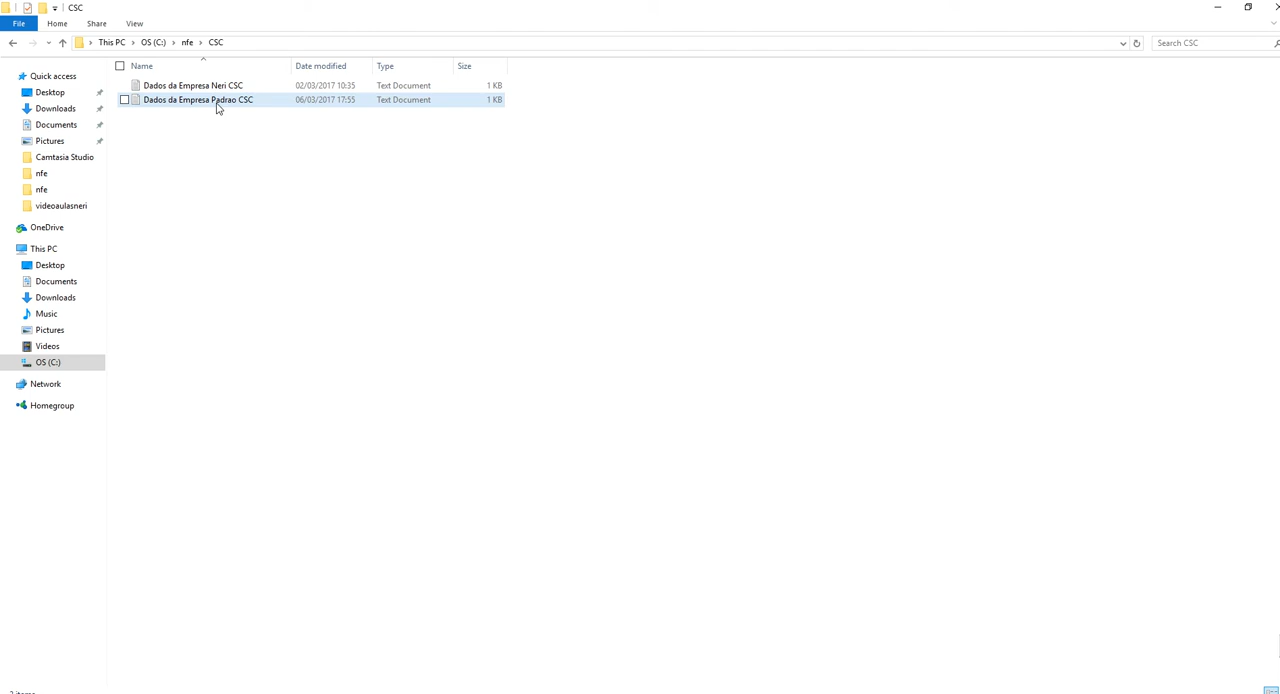 CSC
File Home Share View
This PC OS (C:) nfe CSC Search CSC
Name Date modified Type Size
Dados da Empresa Neri CSC 02/03/2017 10:35 Text Document 1 KB
Dados da Empresa Padrao CSC 06/03/2017 17:55 Text Document 1 KB
Quick access
Desktop
Downloads
Documents
Pictures
Camtasia Studio
nfe
nfe
videoaulasneri
OneDrive
This PC
Desktop
Documents
Downloads
Music
Pictures
Videos
OS (C:)
Network
Homegroup
2 items